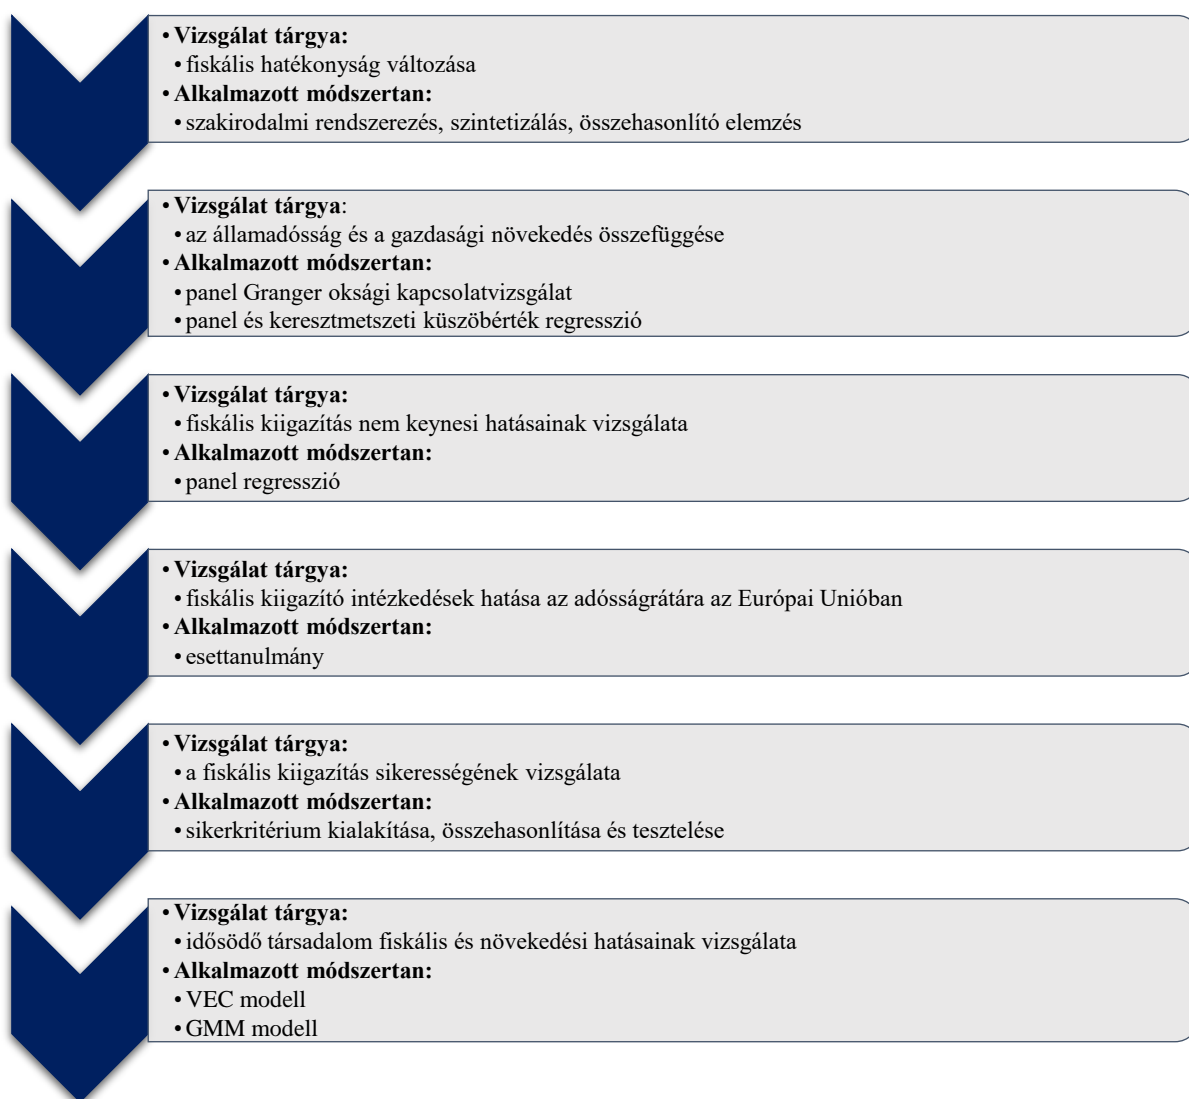 • Vizsgálat tárgya:
• fiskális hatékonyság változása
• Alkalmazott módszertan:
• szakirodalmi rendszerezés, szintetizálás, összehasonlító elemzés
• Vizsgálat tárgya:
• az államadósság és a gazdasági növekedés összefüggése
• Alkalmazott módszertan:
• panel Granger oksági kapcsolatvizsgálat
• panel és keresztmetszeti küszöbérték regresszió
• Vizsgálat tárgya:
• fiskális kiigazítás nem keynesi hatásainak vizsgálata
• Alkalmazott módszertan:
• panel regresszió
• Vizsgálat tárgya:
• fiskális kiigazító intézkedések hatása az adósságrátára az Európai Unióban
• Alkalmazott módszertan:
• esettanulmány
• Vizsgálat tárgya:
• a fiskális kiigazítás sikerességének vizsgálata
• Alkalmazott módszertan:
• sikerkritérium kialakítása, összehasonlítása és tesztelése
• Vizsgálat tárgya:
• idősödő társadalom fiskális és növekedési hatásainak vizsgálata
• Alkalmazott módszertan:
• VEC modell
• GMM modell